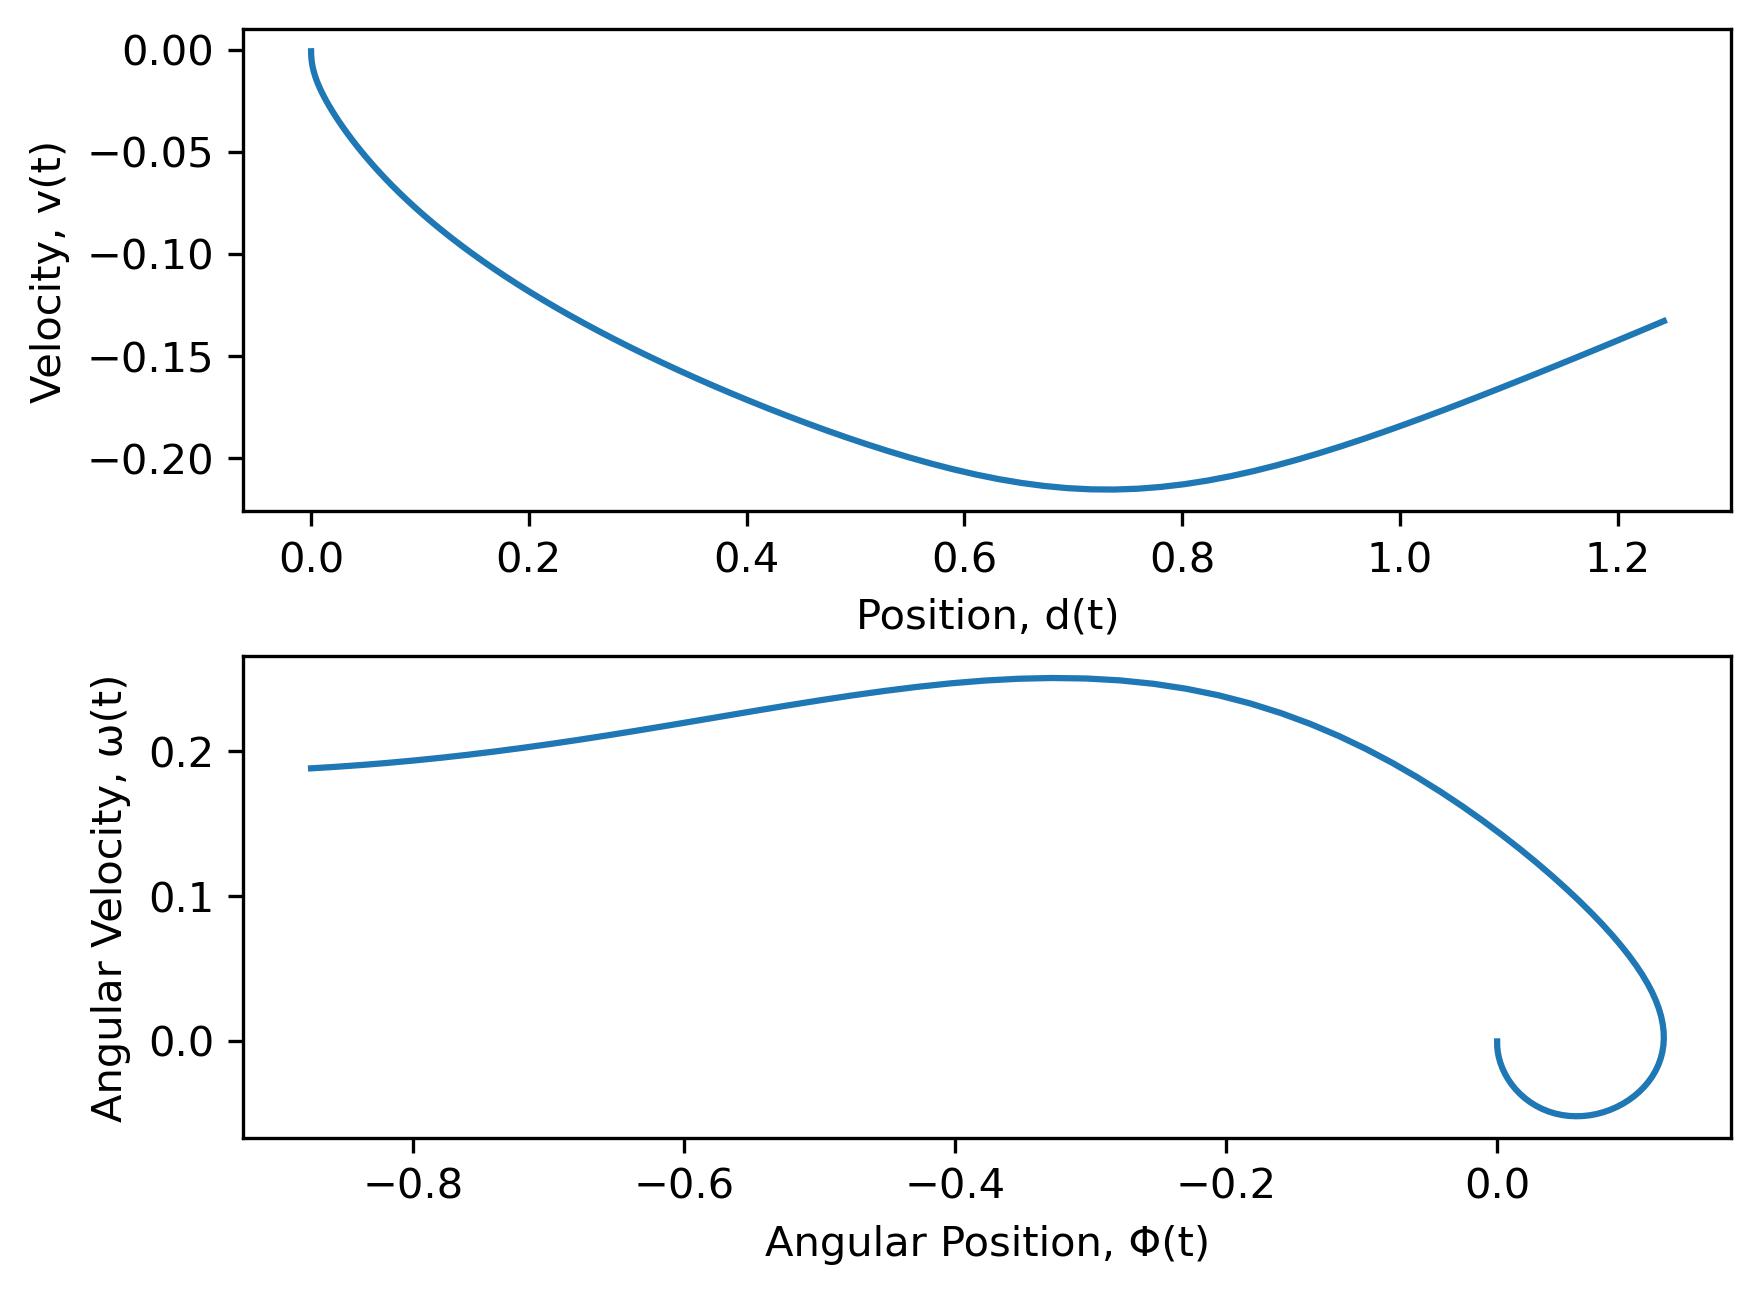 0.00
−0.05
−0.10
−0.15
−0.20
Velocity, v(t)
0.0 0.2 0.4 0.6 0.8 1.0 1.2
Position, d(t)
0.2
0.1
0.0
Angular Velocity, ω(t)
−0.8 −0.6 −0.4 −0.2 0.0
Angular Position, Φ(t)